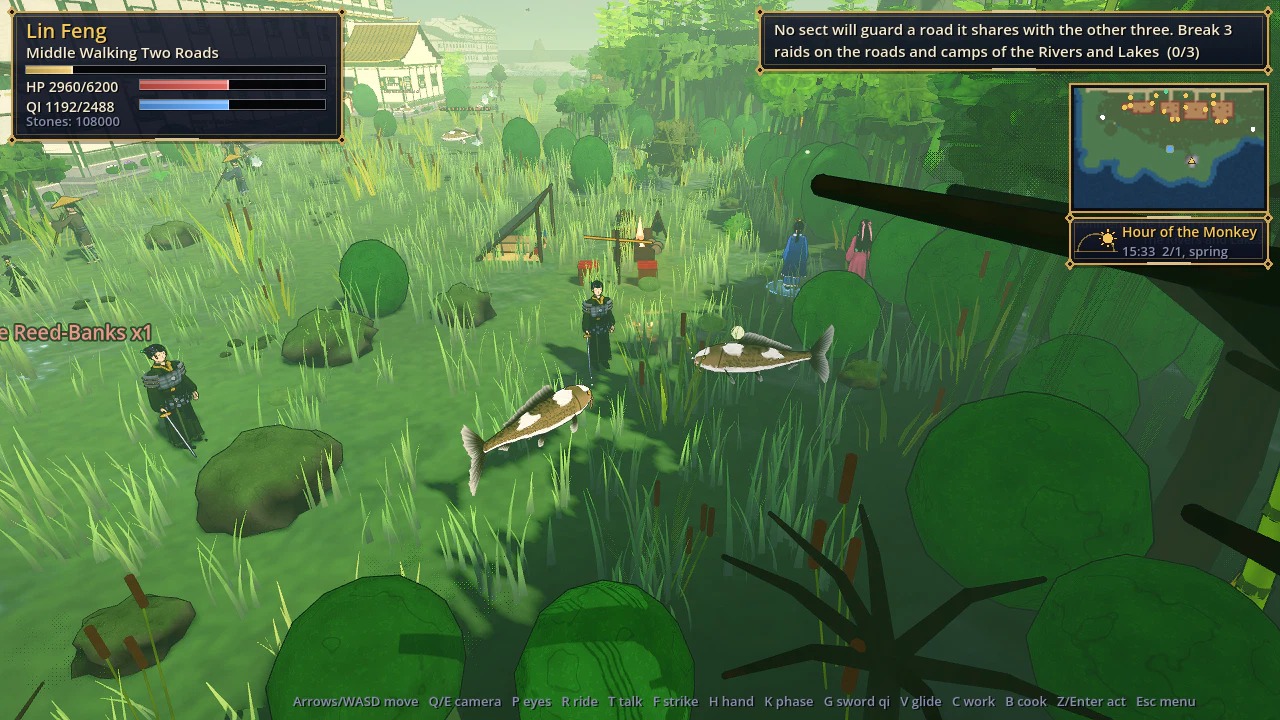 Lin Feng
Middle Walking Two Roads
HP 2960/6200
QI 1192/2488
Stones: 108000
No sect will guard a road it shares with the other three. Break 3
raids on the roads and camps of the Rivers and Lakes (0/3)
Hour of the Monkey
15:33 2/1, spring
e Reed-Banks x1
Arrows/WASD move Q/E camera P eyes R ride T talk F strike H hand K phase G sword qi V glide C work B cook Z/Enter act Esc menu